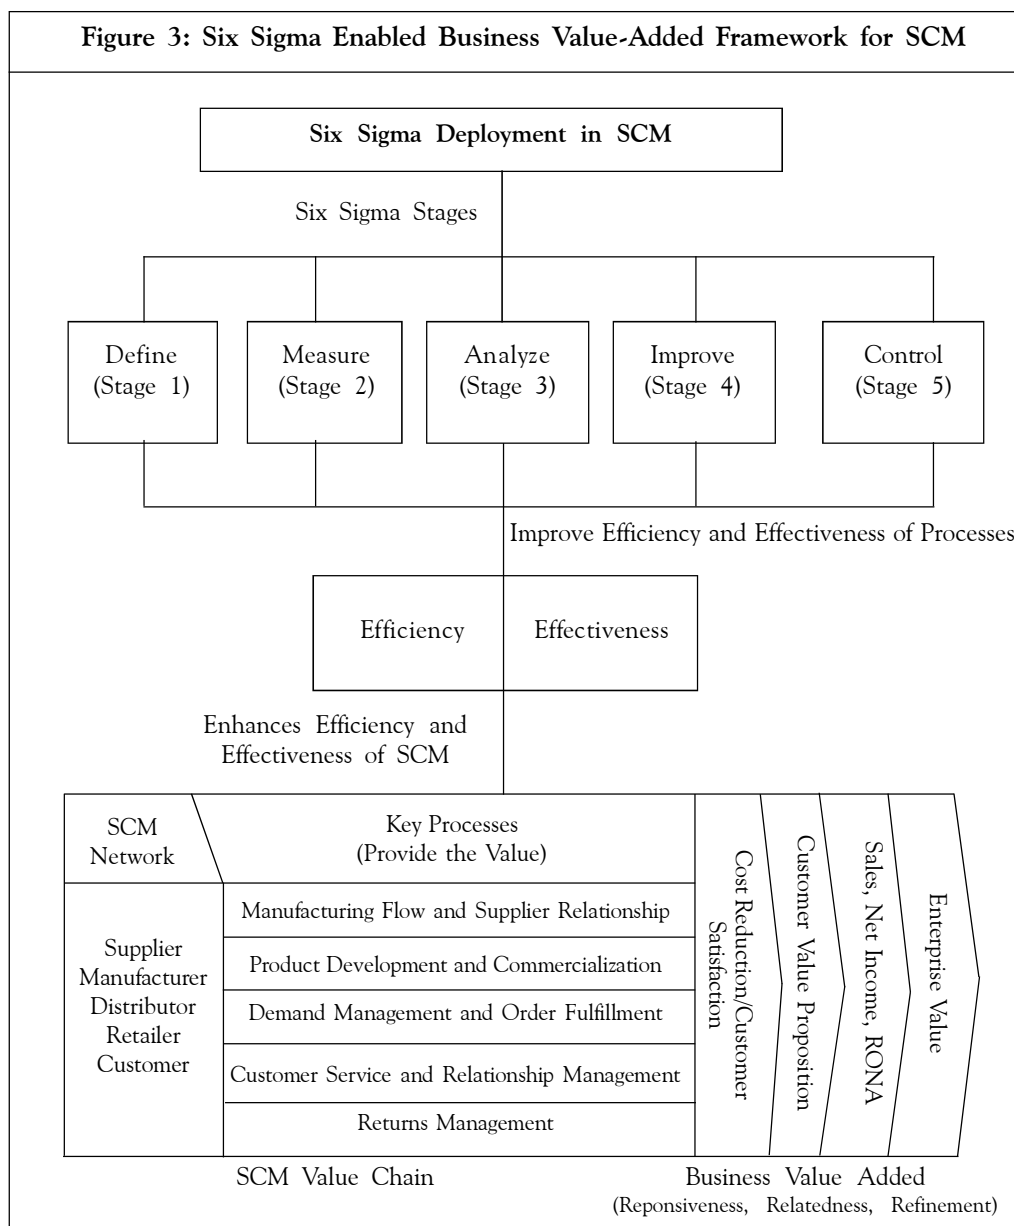 Figure 3: Six Sigma Enabled Business Value-Added Framework for SCM
Six Sigma Deployment in SCM
Six Sigma Stages
Define
(Stage 1)
Measure
(Stage 2)
Analyze
(Stage 3)
Improve
(Stage 4)
Control
(Stage 5)
Improve Efficiency and Effectiveness of Processes
Efficiency
Effectiveness
Enhances Efficiency and
Effectiveness of SCM
SCM
Network
Key Processes
(Provide the Value)
Supplier
Manufacturer
Distributor
Retailer
Customer
Manufacturing Flow and Supplier Relationship
Product Development and Commercialization
Demand Management and Order Fulfillment
Customer Service and Relationship Management
Returns Management
Cost Reduction/Customer
Satisfaction
Customer Value Proposition
Sales, Net Income, RONA
Enterprise Value
SCM Value Chain
Business Value Added
(Reponsiveness, Relatedness, Refinement)